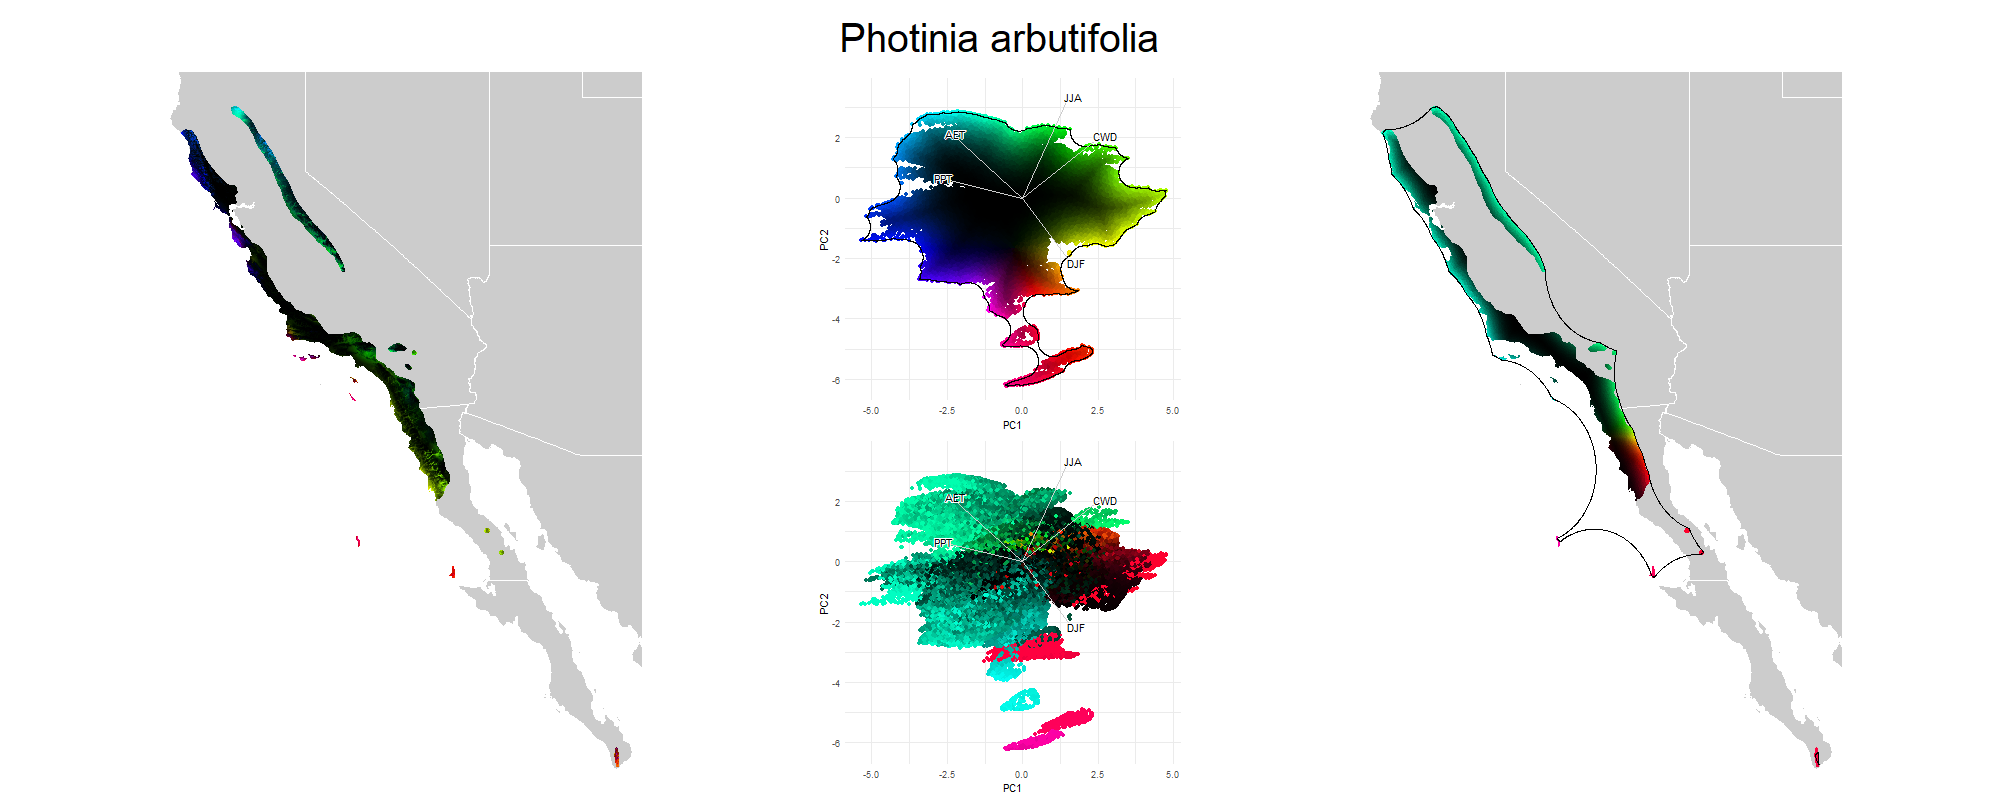 Photinia arbutifolia
JJA
CWD
AET
PPT
DJF
2
0
-2
-4
-6
PC2
-5.0 -2.5 0.0 2.5 5.0
PC1
JJA
CWD
AET
PPT
DJF
2
0
-2
-4
-6
PC2
-5.0 -2.5 0.0 2.5 5.0
PC1